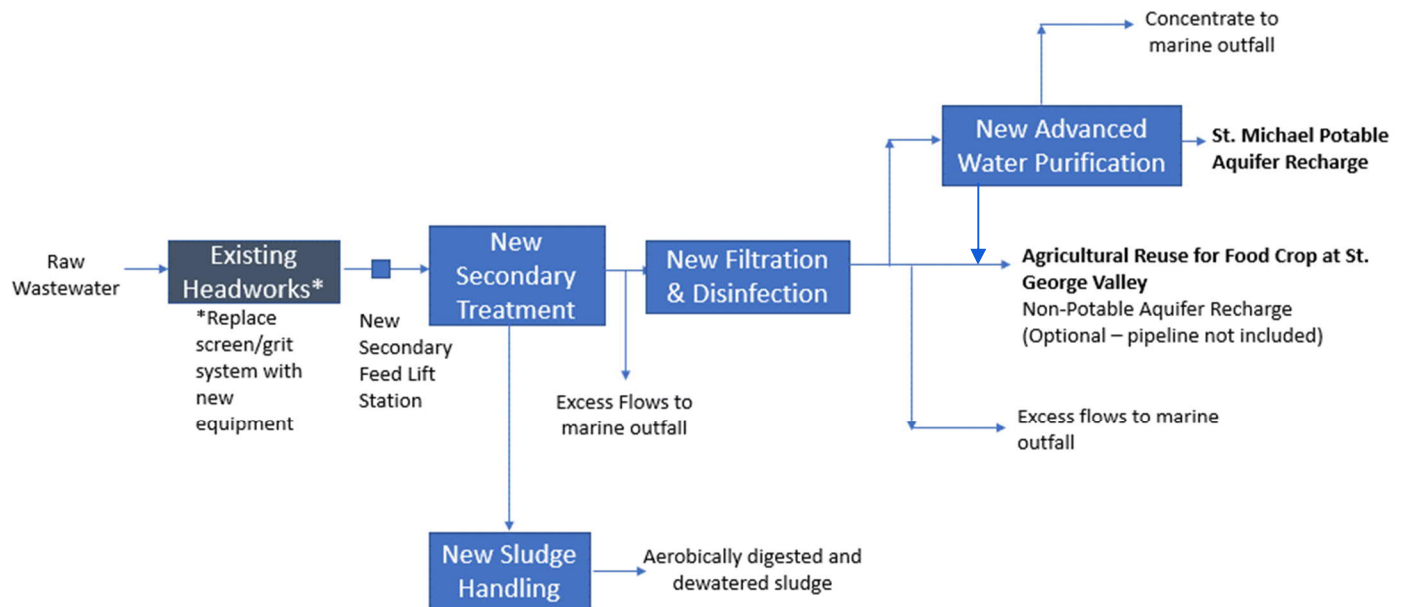 Concentrate to
marine outfall
New Advanced
Water Purification
St. Michael Potable
Aquifer Recharge
Raw
Wastewater
Existing
Headworks*
*Replace
screen/grit
system with
new
equipment
New
Secondary
Feed Lift
Station
New
Secondary
Treatment
Excess Flows to
marine outfall
New Filtration
& Disinfection
Agricultural Reuse for Food Crop at St.
George Valley
Non-Potable Aquifer Recharge
(Optional – pipeline not included)
Excess flows to marine
outfall
New Sludge
Handling
Aerobically digested and
dewatered sludge